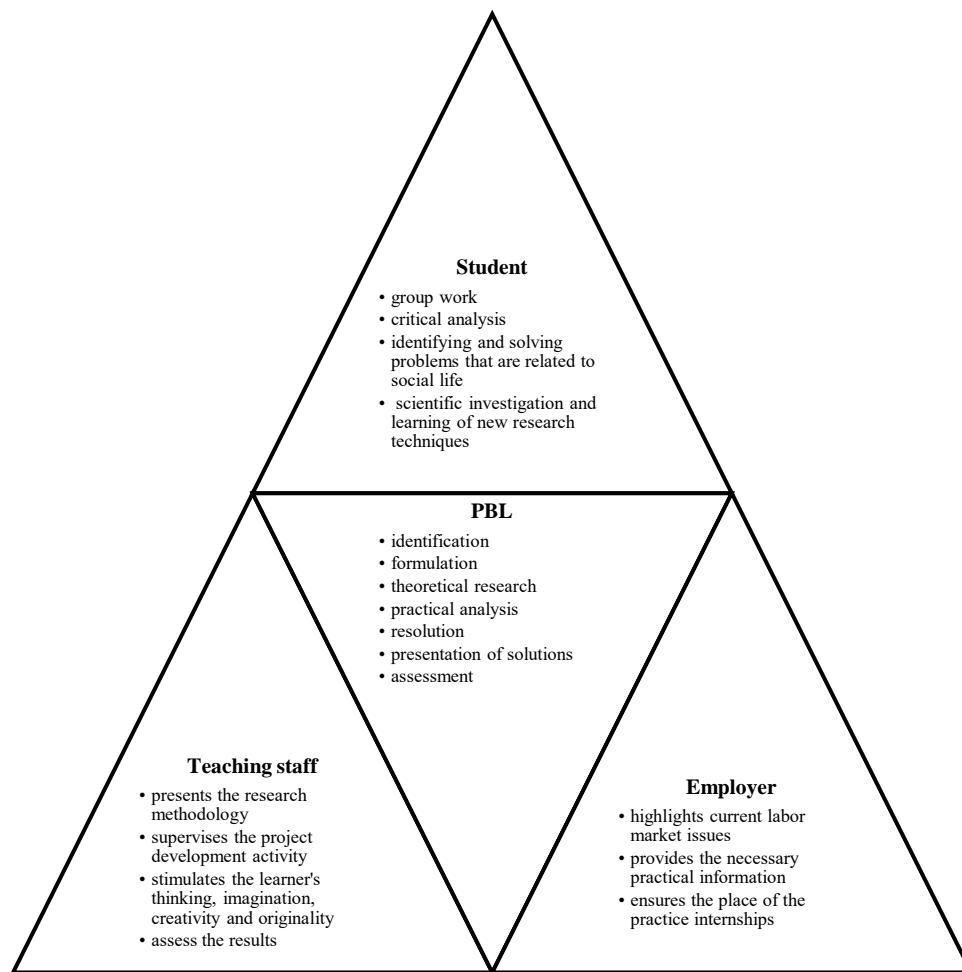 Student
• group work
• critical analysis
• identifying and solving
problems that are related to
social life
• scientific investigation and
learning of new research
techniques
PBL
• identification
• formulation
• theoretical research
• practical analysis
• resolution
• presentation of solutions
• assessment
Teaching staff
• presents the research
methodology
• supervises the project
development activity
• stimulates the learner's
thinking, imagination,
creativity and originality
• assess the results
Employer
• highlights current labor
market issues
• provides the necessary
practical information
• ensures the place of the
practice internships